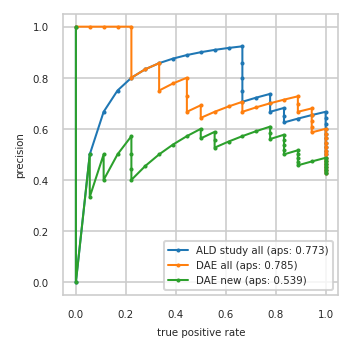 1.0
0.8
0.6
0.4
0.2
0.0
precision
ALD study all (aps: 0.773)
DAE all (aps: 0.785)
DAE new (aps: 0.539)
0.0 0.2 0.4 0.6 0.8 1.0
true positive rate